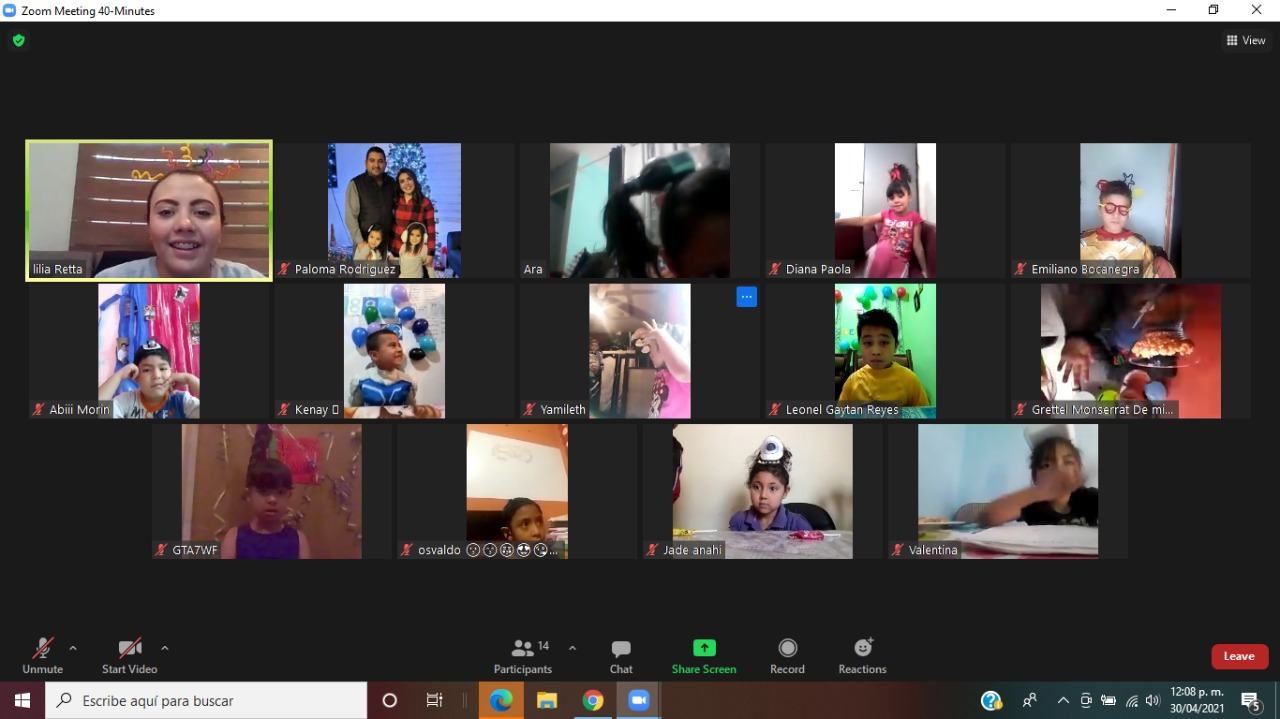 Zoom Meeting 40-Minutes
View
lilia Retta
Paloma Rodriguez
Ara
Diana Paola
Emiliano Bocanegra
Abiii Morin
Kenay
Yamileth
Leonel Gaytan Reyes
Grettel Monserrat De mi...
GTA7WF
osvaldo 😗😙😚😍😘...
Jade anahi
Valentina
14
Unmute
Start Video
Participants
Chat
Share Screen
Record
Reactions
Leave
Escribe aquí para buscar
12:08 p. m.
30/04/2021
5